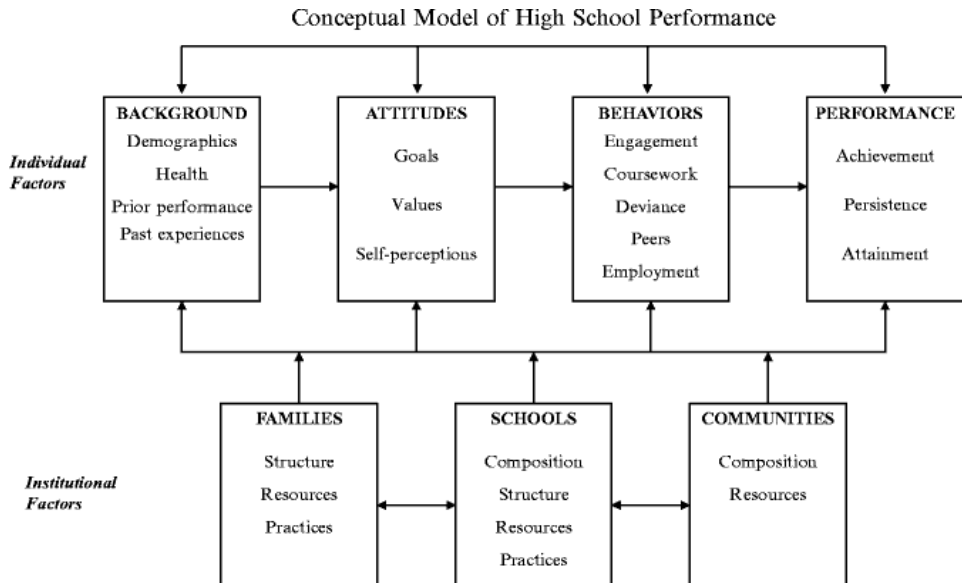 Conceptual Model of High School Performance
Individual
Factors
BACKGROUND
Demographics
Health
Prior performance
Past experiences
ATTITUDES
Goals
Values
Self-perceptions
BEHAVIORS
Engagement
Coursework
Deviance
Peers
Employment
PERFORMANCE
Achievement
Persistence
Attainment
Institutional
Factors
FAMILIES
Structure
Resources
Practices
SCHOOLS
Composition
Structure
Resources
Practices
COMMUNITIES
Composition
Resources